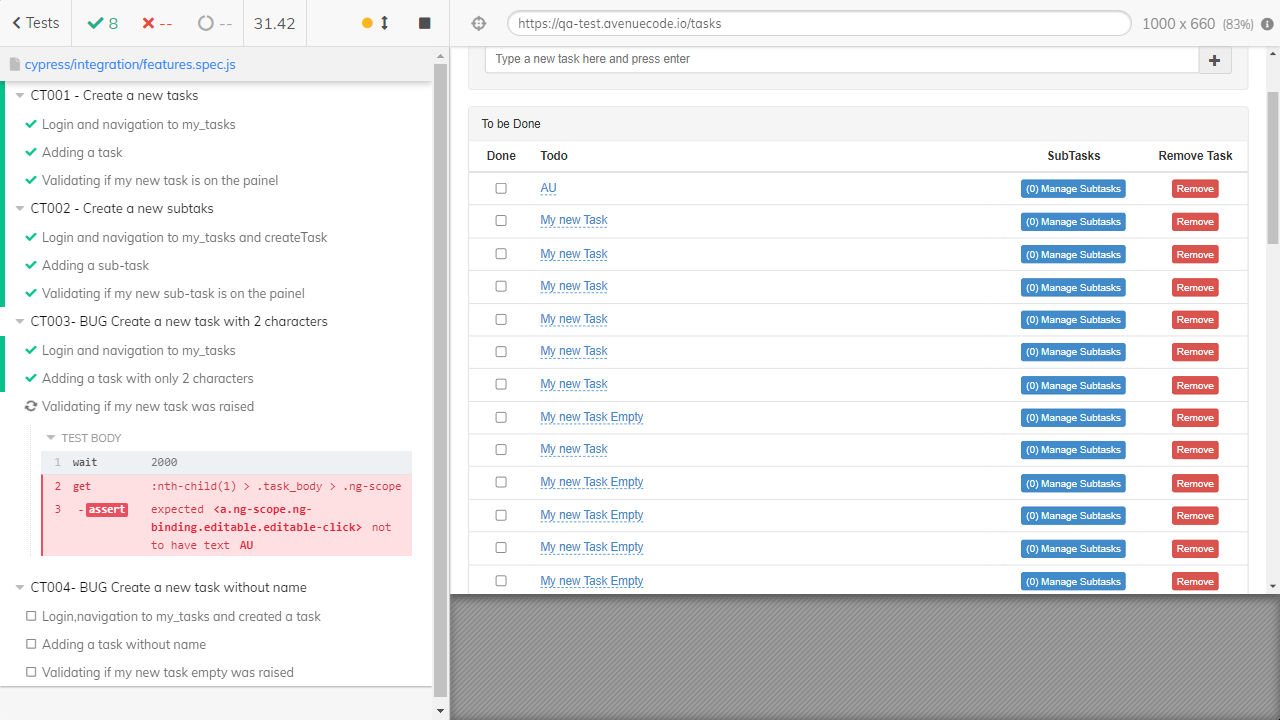 Tests
8
--
--
31.42
https://qa-test.avenuecode.io/tasks
1000 x 660 (83%)
cypress/integration/features.spec.js
CT001 - Create a new tasks
Login and navigation to my_tasks
Adding a task
Validating if my new task is on the painel
CT002 - Create a new subtaks
Login and navigation to my_tasks and createTask
Adding a sub-task
Validating if my new sub-task is on the painel
CT003- BUG Create a new task with 2 characters
Login and navigation to my_tasks
Adding a task with only 2 characters
Validating if my new task was raised
TEST BODY
1 wait 2000
2 get :nth-child(1) > .task_body > .ng-scope
3 -assert expected <a.ng-scope.ng-
binding.editable.editable-click> not
to have text AU
CT004- BUG Create a new task without name
Login,navigation to my_tasks and created a task
Adding a task without name
Validating if my new task empty was raised
Type a new task here and press enter
To be Done
Done Todo SubTasks Remove Task
AU (0) Manage Subtasks Remove
My new Task (0) Manage Subtasks Remove
My new Task (0) Manage Subtasks Remove
My new Task (0) Manage Subtasks Remove
My new Task (0) Manage Subtasks Remove
My new Task (0) Manage Subtasks Remove
My new Task (0) Manage Subtasks Remove
My new Task Empty (0) Manage Subtasks Remove
My new Task (0) Manage Subtasks Remove
My new Task Empty (0) Manage Subtasks Remove
My new Task Empty (0) Manage Subtasks Remove
My new Task Empty (0) Manage Subtasks Remove
My new Task Empty (0) Manage Subtasks Remove